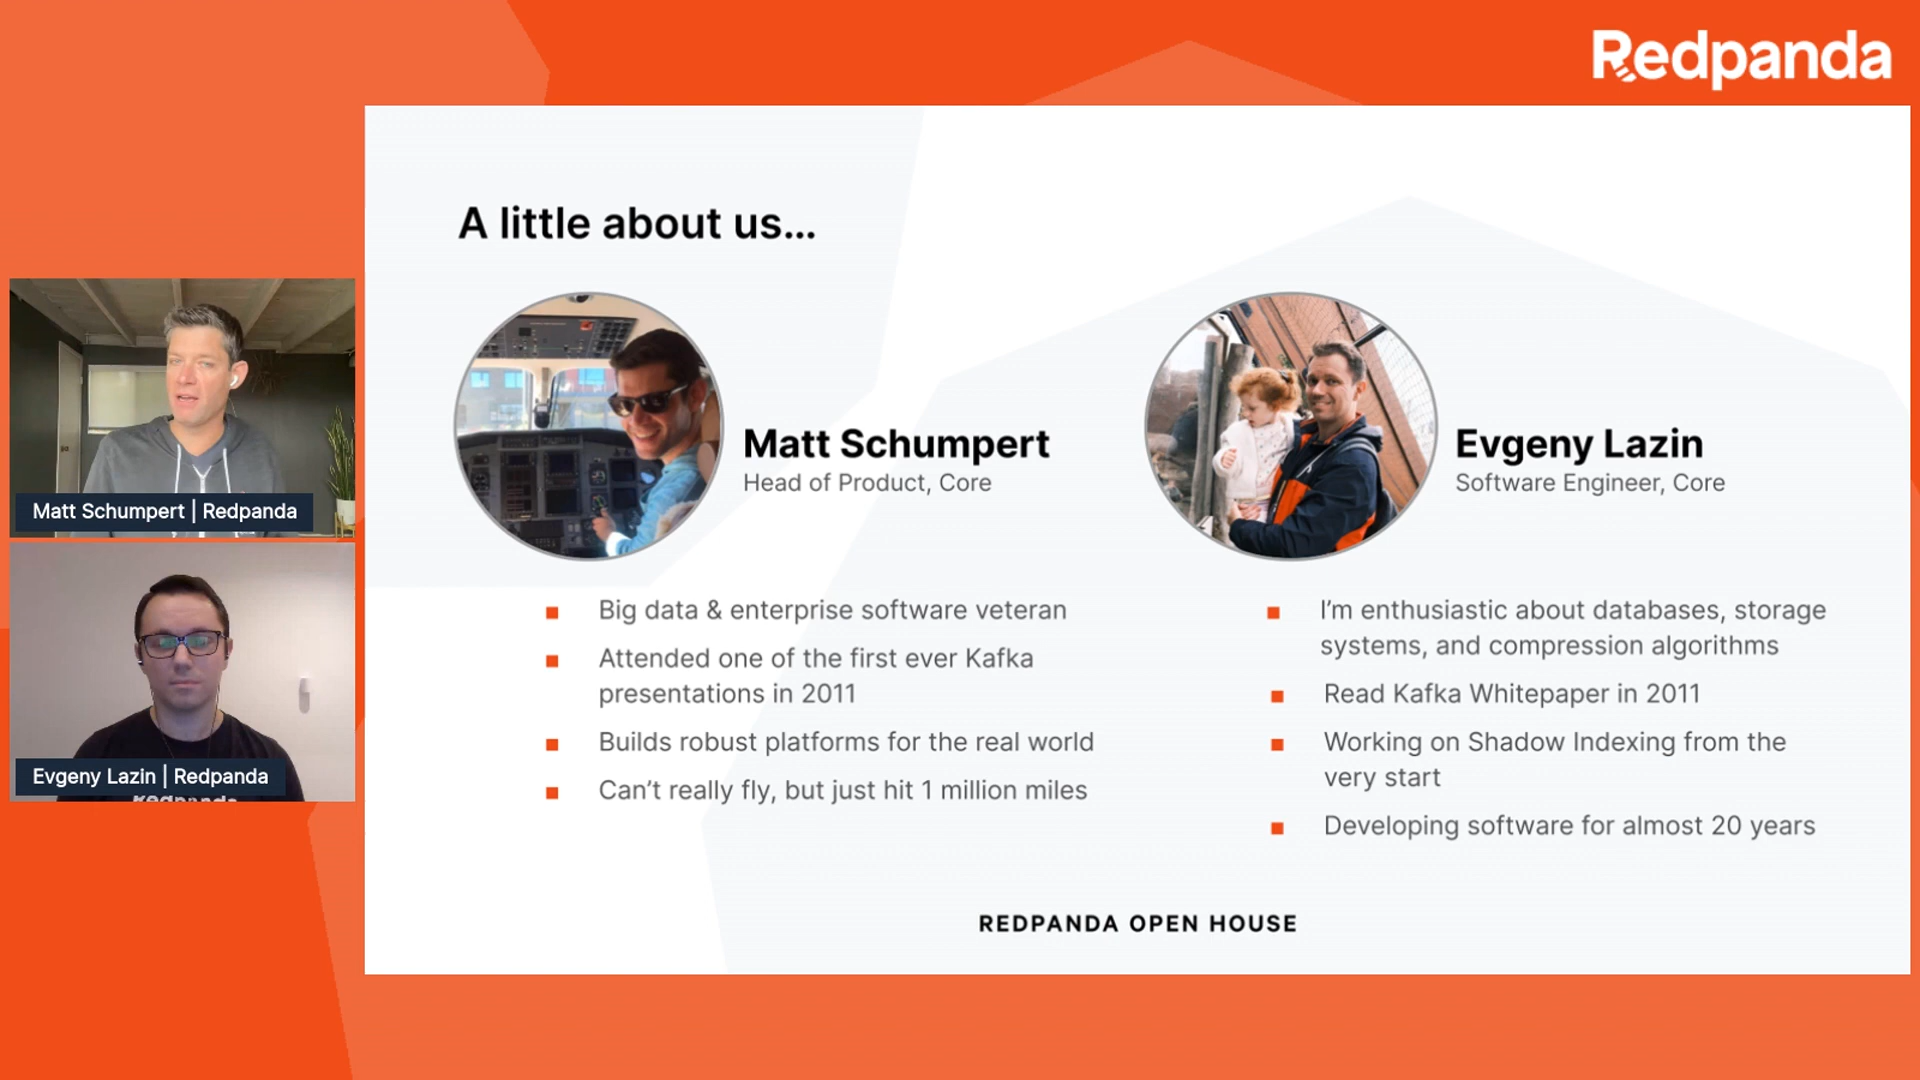 Redpanda
A little about us...
Matt Schumpert
Head of Product, Core
Big data & enterprise software veteran
Attended one of the first ever Kafka
presentations in 2011
Builds robust platforms for the real world
Can't really fly, but just hit 1 million miles
Evgeny Lazin
Software Engineer, Core
I'm enthusiastic about databases, storage
systems, and compression algorithms
Read Kafka Whitepaper in 2011
Working on Shadow Indexing from the
very start
Developing software for almost 20 years
REDPANDA OPEN HOUSE
Matt Schumpert | Redpanda
Evgeny Lazin | Redpanda
Redpanda